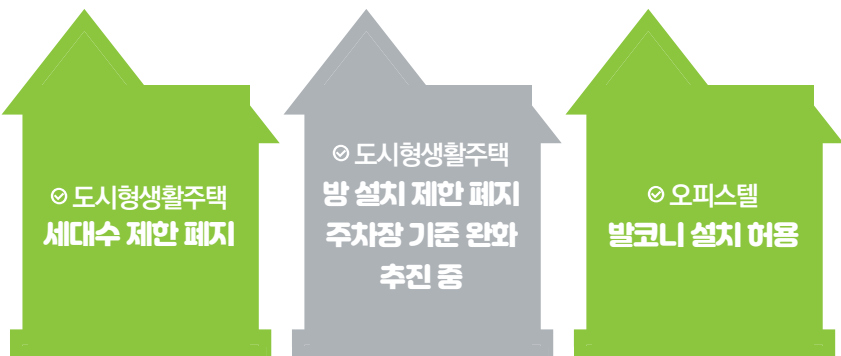 도시형생활주택
세대수 제한 폐지
도시형생활주택
방 설치 제한 폐지
주차장 기준 완화
추진 중
오피스텔
발코니 설치 허용